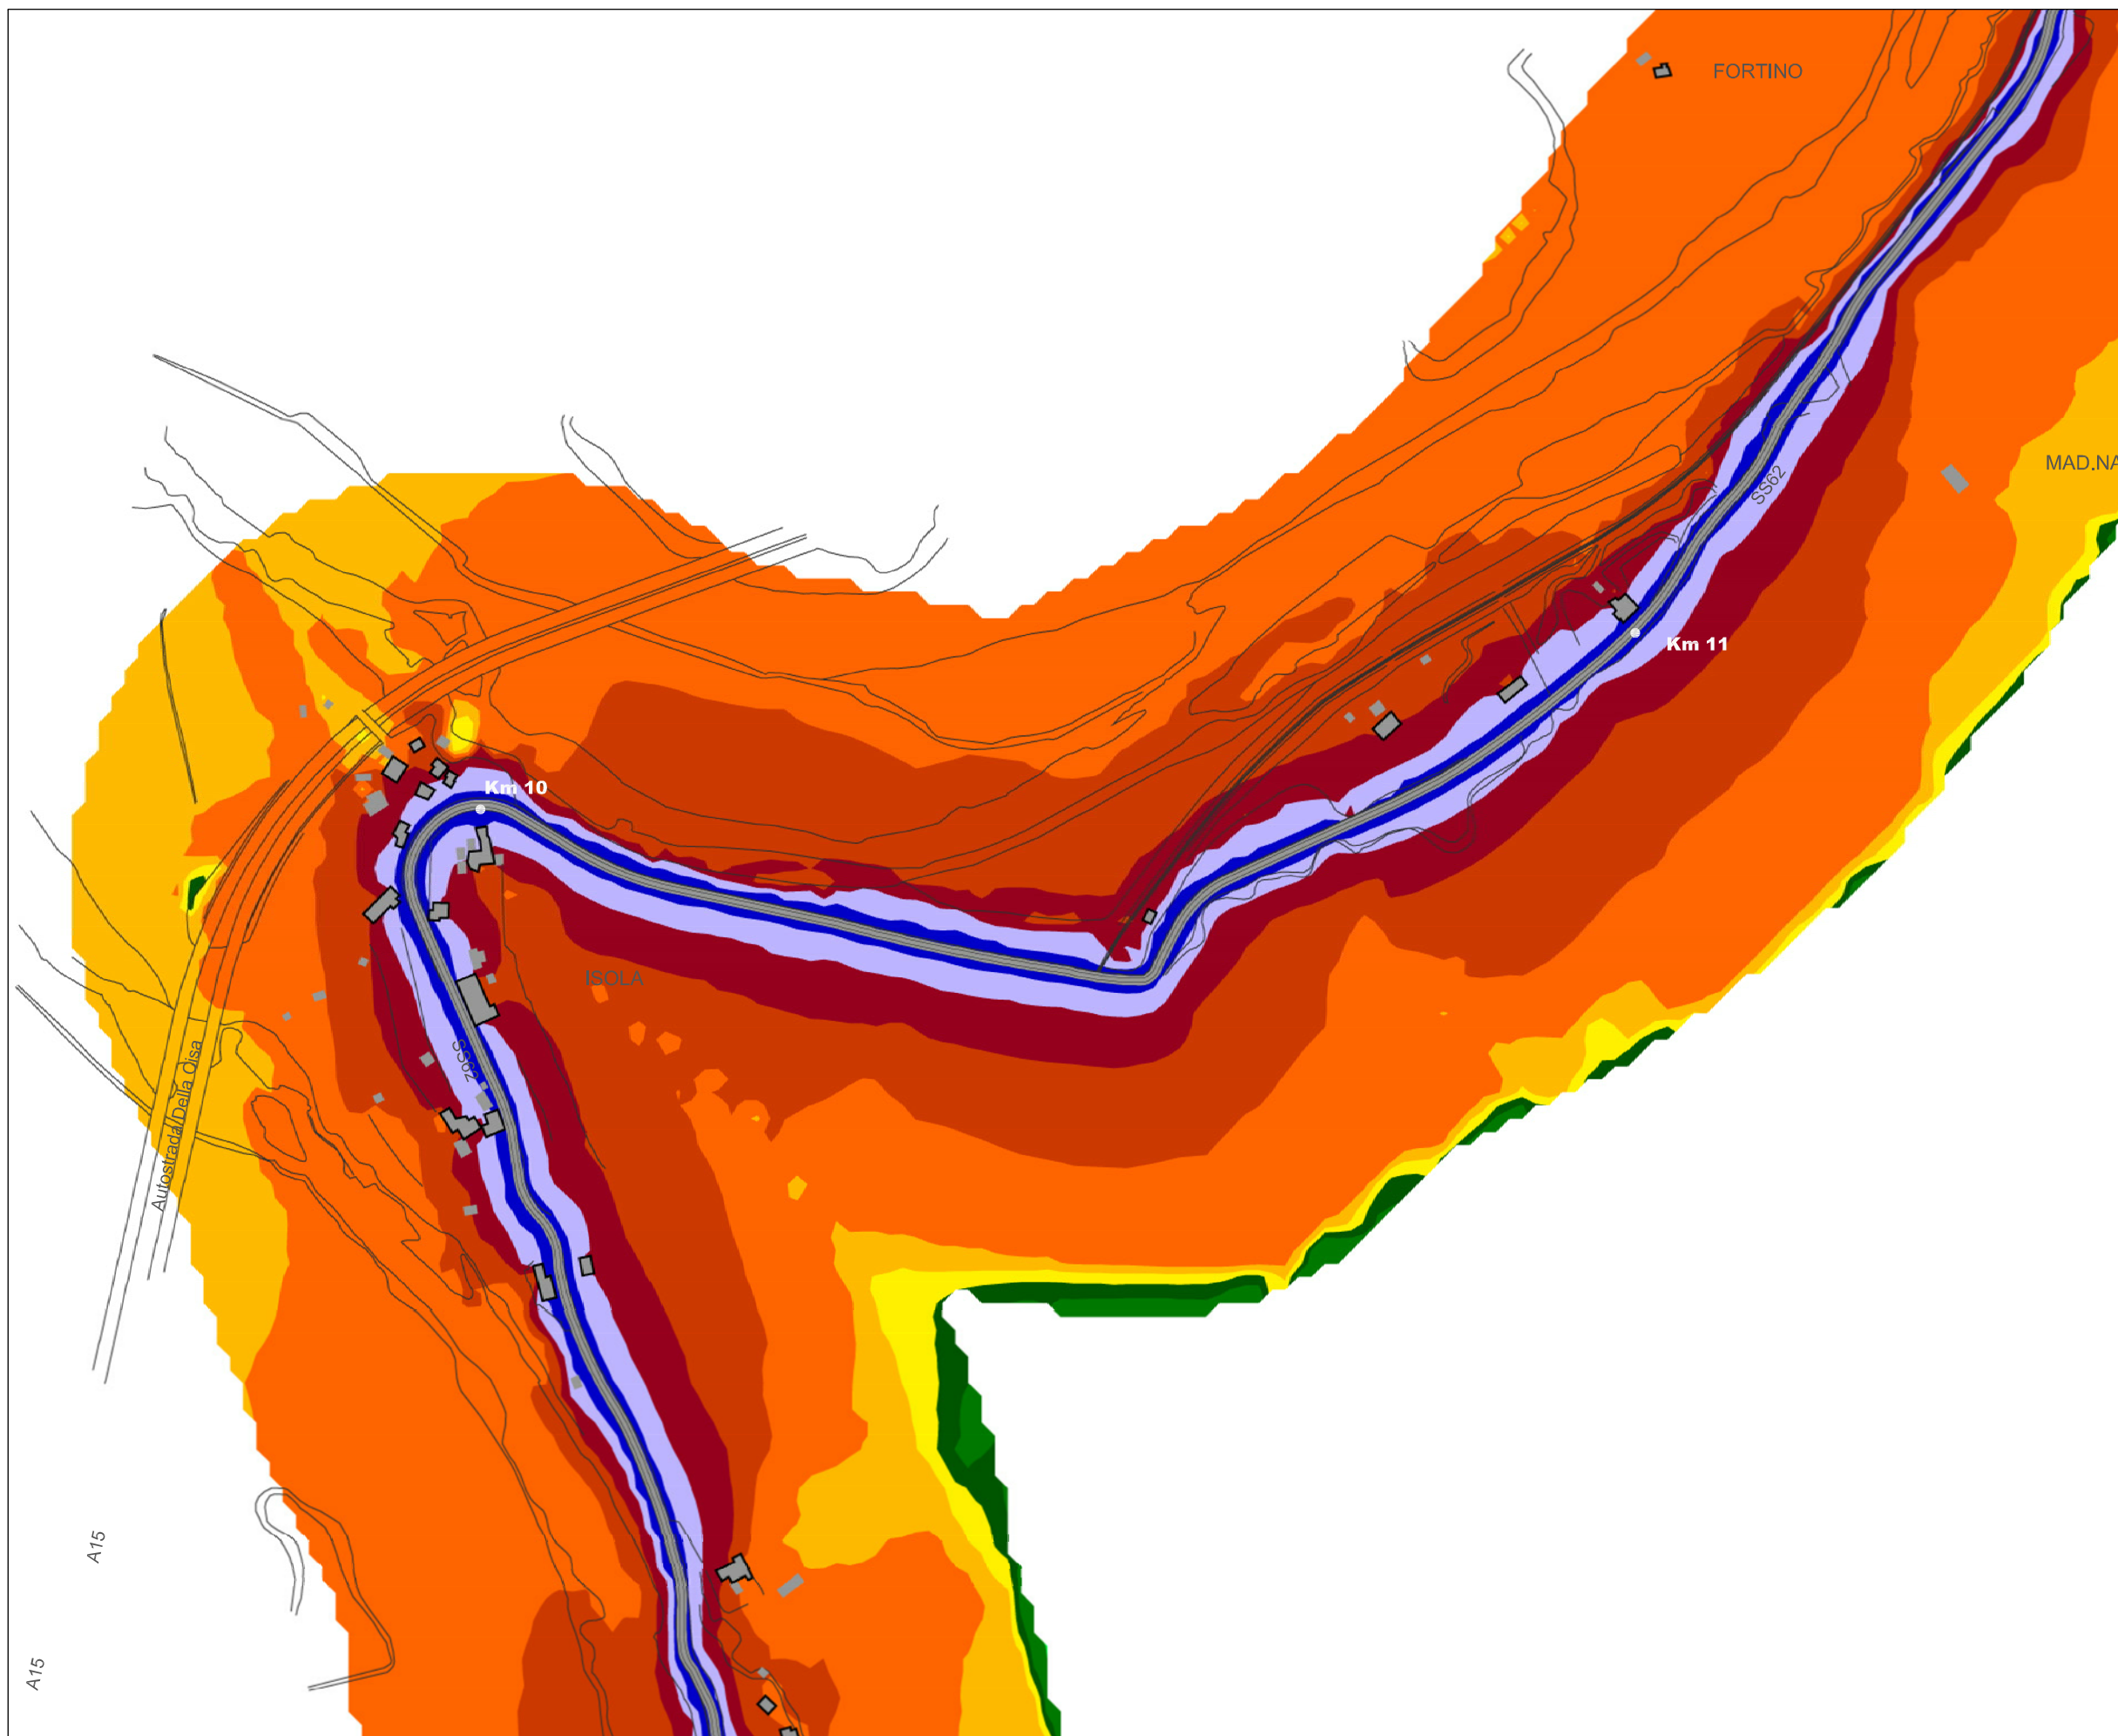 FORTINO
MAD.NA
SS62
Km 11
Km 10
ISOLA
SS62
Autostrada Della Cisa
A15
A15